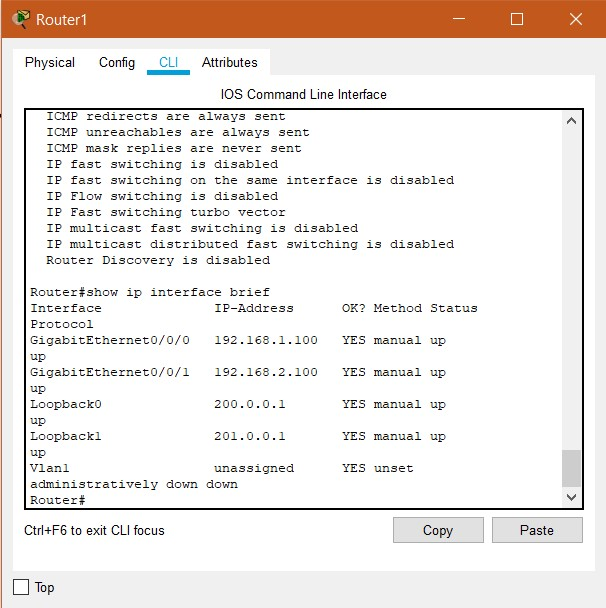 Router1
Physical Config CLI Attributes
IOS Command Line Interface
ICMP redirects are always sent
ICMP unreachables are always sent
ICMP mask replies are never sent
IP fast switching is disabled
IP fast switching on the same interface is disabled
IP Flow switching is disabled
IP Fast switching turbo vector
IP multicast fast switching is disabled
IP multicast distributed fast switching is disabled
Router Discovery is disabled
Router#show ip interface brief
Interface IP-Address OK? Method Status
Protocol
GigabitEthernet0/0/0 192.168.1.100 YES manual up
up
GigabitEthernet0/0/1 192.168.2.100 YES manual up
up
Loopback0 200.0.0.1 YES manual up
up
Loopback1 201.0.0.1 YES manual up
up
Vlan1 unassigned YES unset
administratively down down
Router#
Ctrl+F6 to exit CLI focus Copy Paste
Top